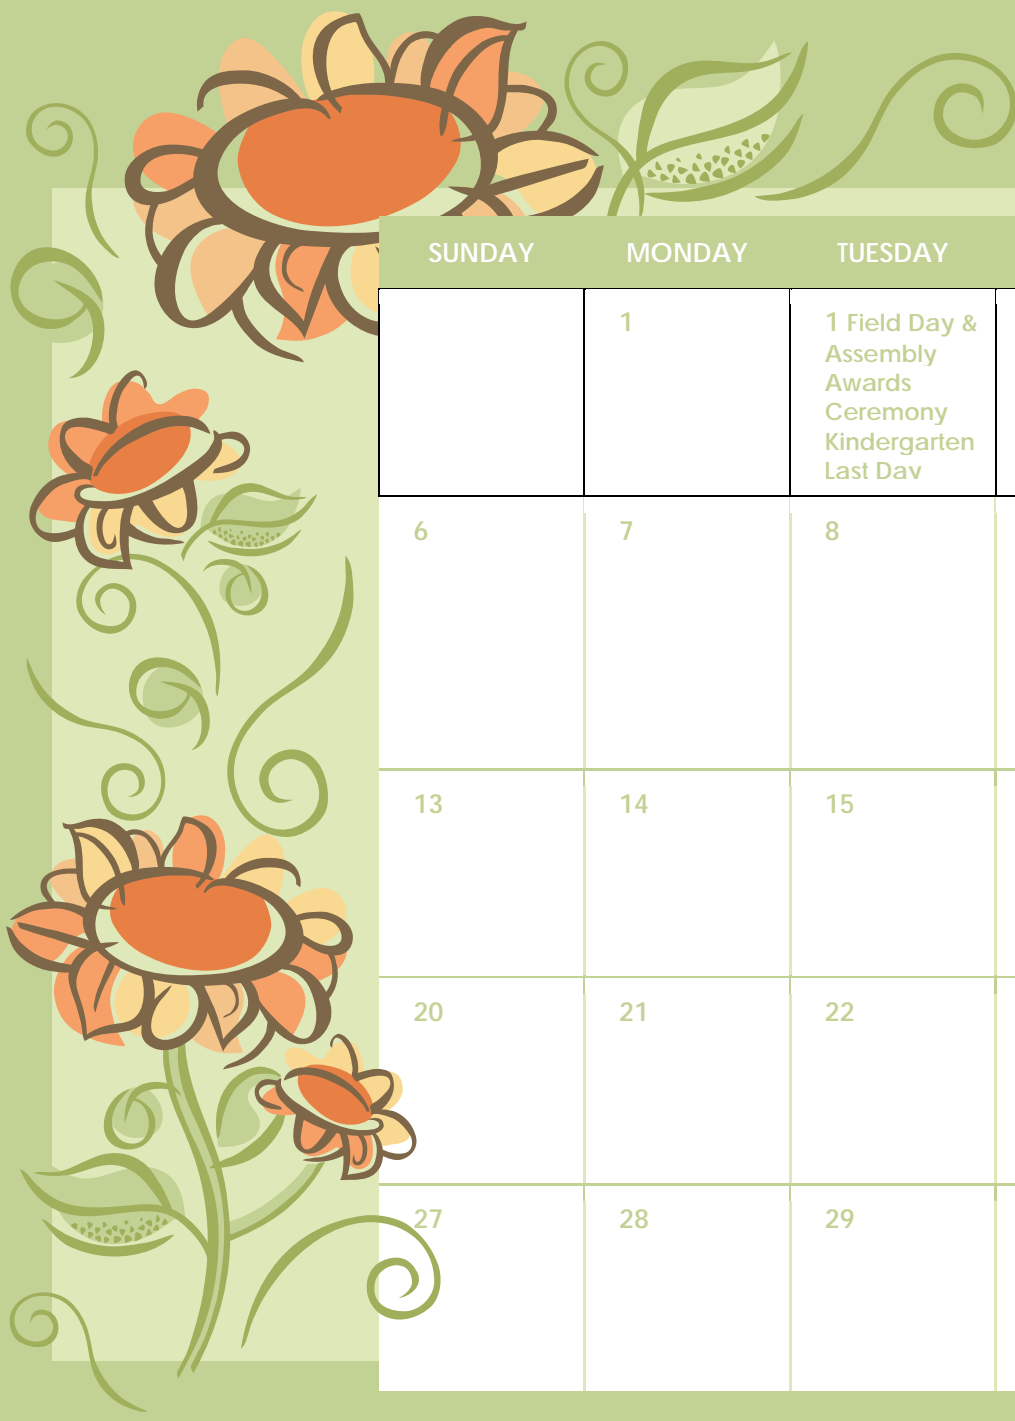 SUNDAY MONDAY TUESDAY
1 1 Field Day &
Assembly
Awards
Ceremony
Kindergarten
Last Day
6 7 8
13 14 15
20 21 22
27 28 29